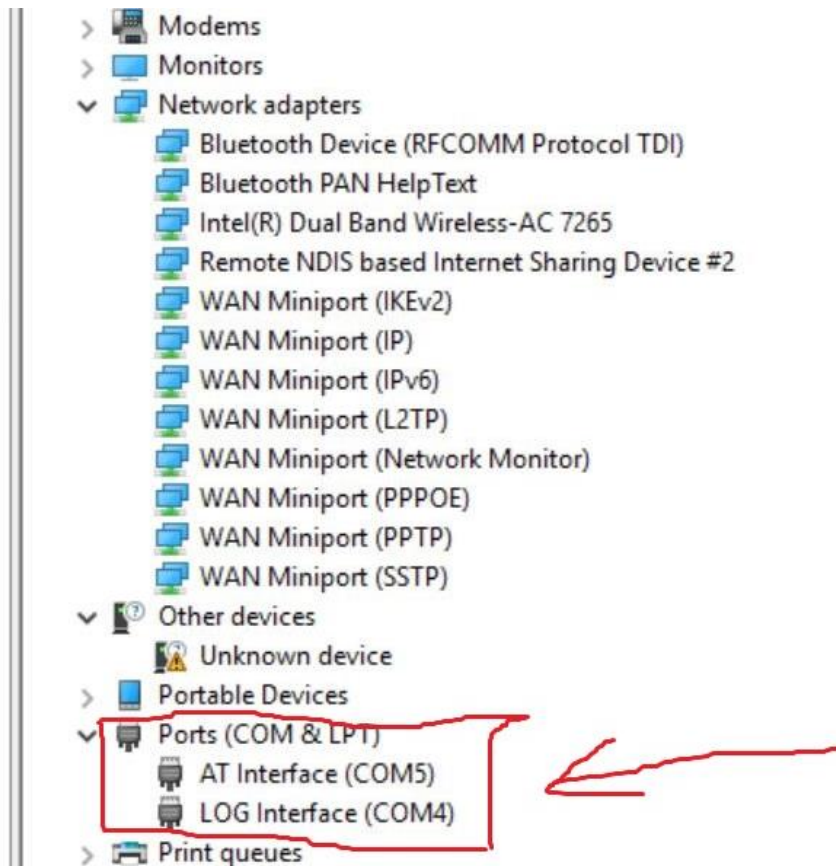 Modems
Monitors
Network adapters
Bluetooth Device (RFCOMM Protocol TDI)
Bluetooth PAN HelpText
Intel(R) Dual Band Wireless-AC 7265
Remote NDIS based Internet Sharing Device #2
WAN Miniport (IKEv2)
WAN Miniport (IP)
WAN Miniport (IPv6)
WAN Miniport (L2TP)
WAN Miniport (Network Monitor)
WAN Miniport (PPPOE)
WAN Miniport (PPTP)
WAN Miniport (SSTP)
Other devices
Unknown device
Portable Devices
Ports (COM & LPT)
AT Interface (COM5)
LOG Interface (COM4)
Print queues